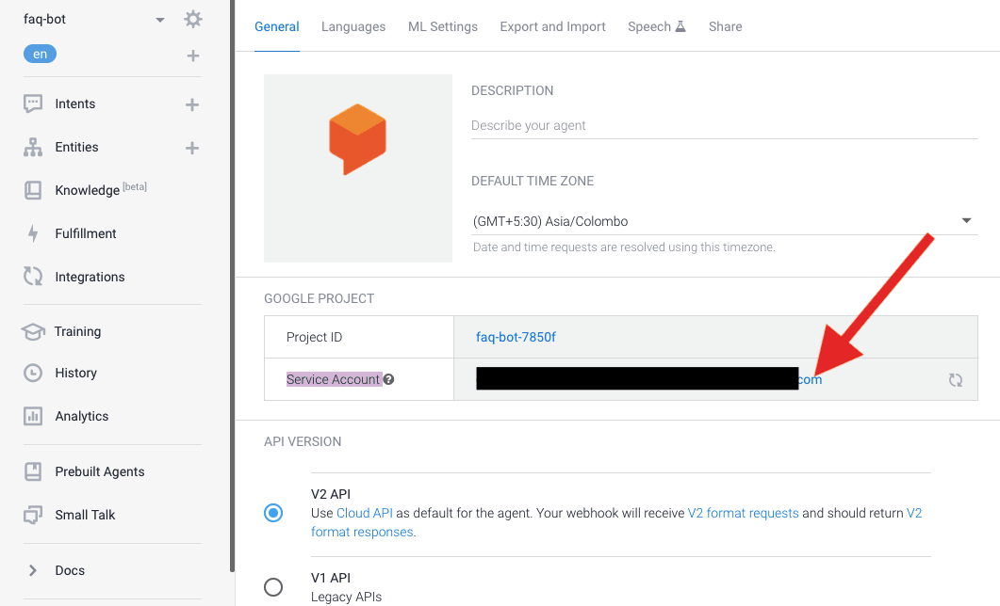 faq-bot
en
Intents
Entities
Knowledge [beta]
Fulfillment
Integrations
Training
History
Analytics
Prebuilt Agents
Small Talk
Docs
General Languages ML Settings Export and Import Speech Share
DESCRIPTION
Describe your agent
DEFAULT TIME ZONE
(GMT+5:30) Asia/Colombo
Date and time requests are resolved using this timezone.
GOOGLE PROJECT
Project ID faq-bot-7850f
Service Account ? com
API VERSION
V2 API
Use Cloud API as default for the agent. Your webhook will receive V2 format requests and should return V2
format responses.
V1 API
Legacy APIs